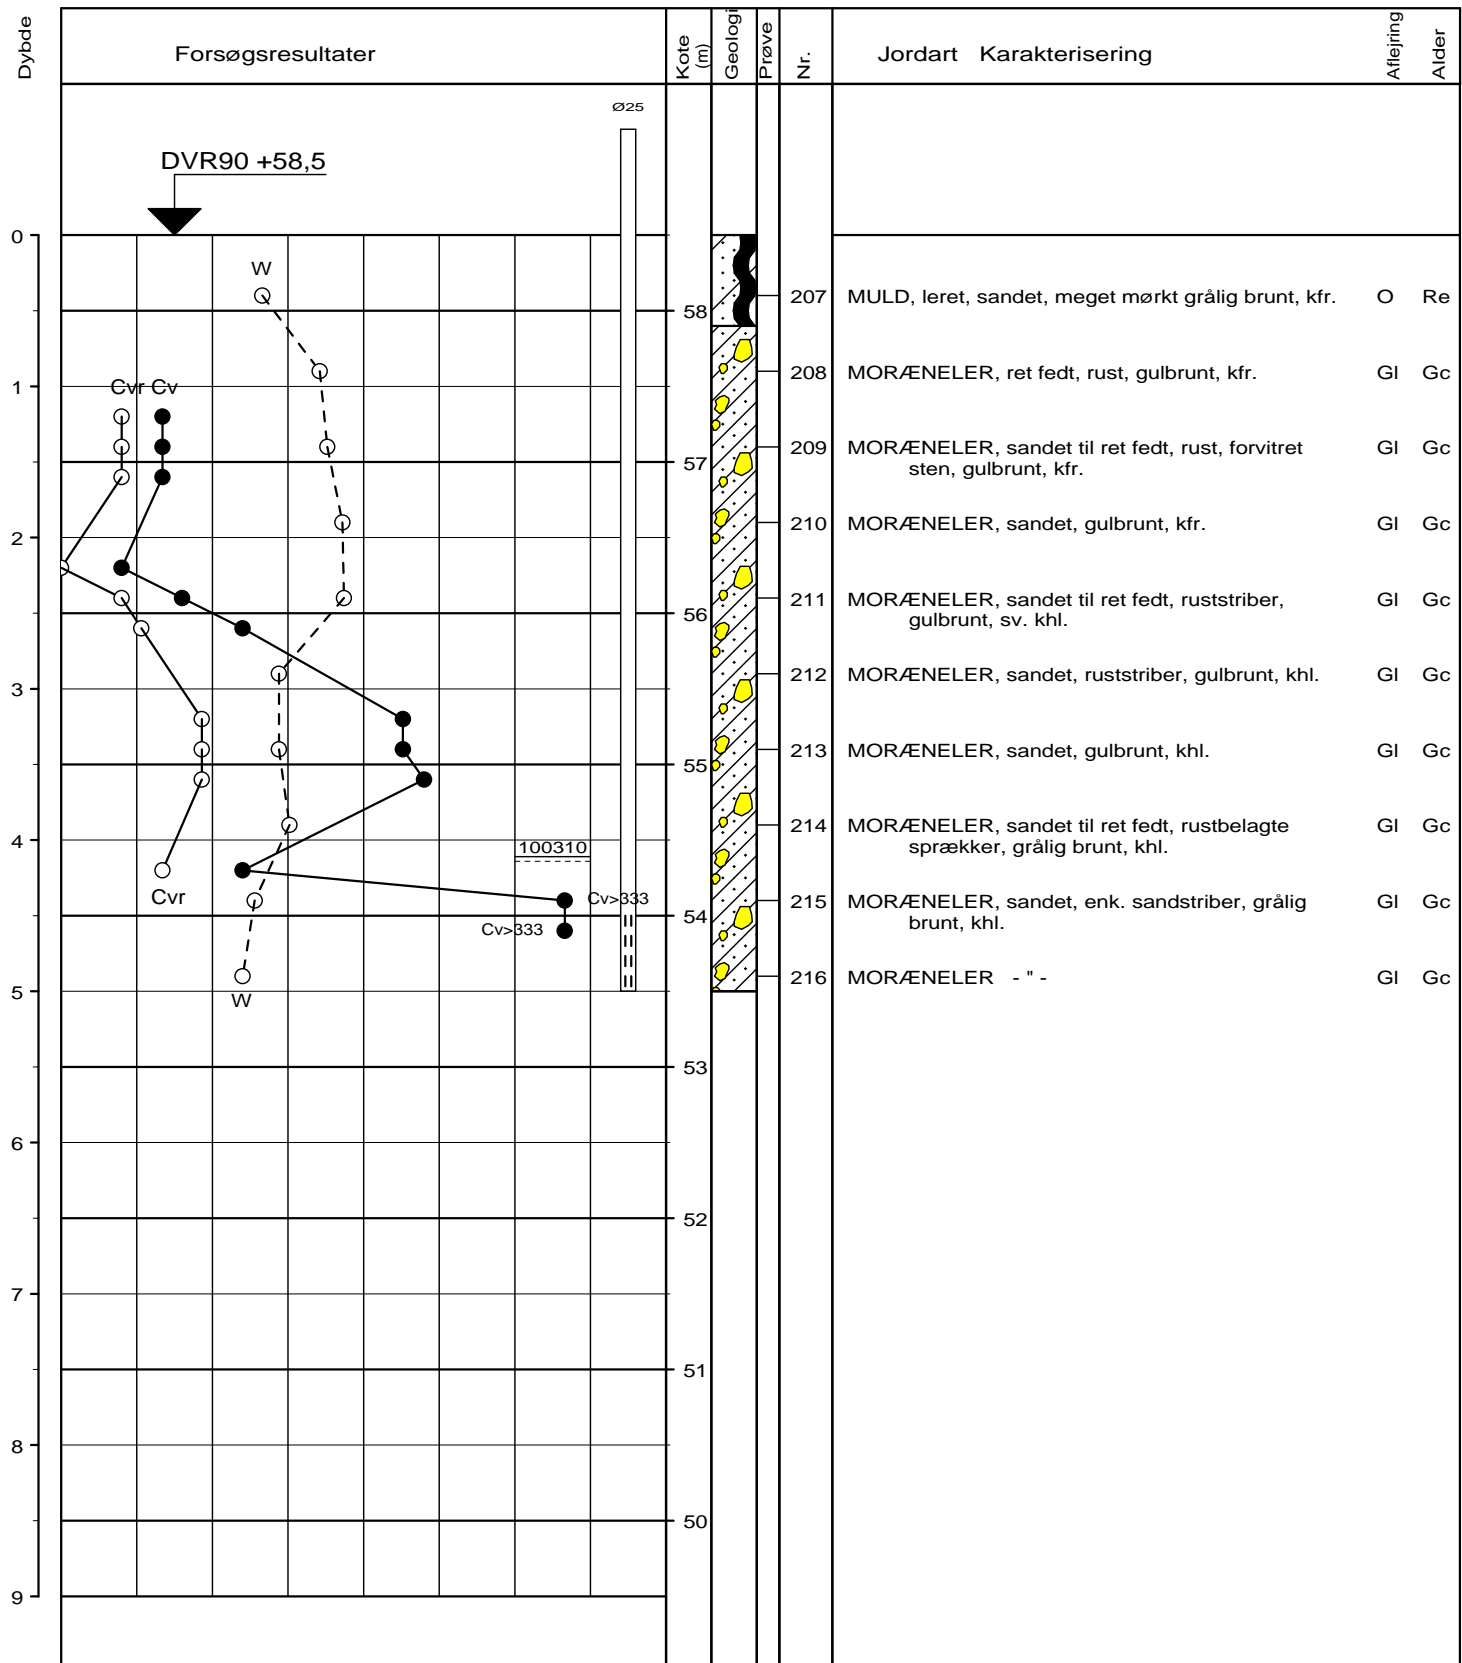 Dybde
Forsøgsresultater
Kote
(m)
Geologi
Prøve
Nr.
Jordart Karakterisering
Aflejring
Alder
Ø25
DVR90 +58,5
0
W
58
207 MULD, leret, sandet, meget mørkt grålig brunt, kfr. O Re
1
Cvr Cv
208 MORÆNELER, ret fedt, rust, gulbrunt, kfr. Gl Gc
57
209 MORÆNELER, sandet til ret fedt, rust, forvitret Gl Gc
sten, gulbrunt, kfr.
2
210 MORÆNELER, sandet, gulbrunt, kfr. Gl Gc
56
211 MORÆNELER, sandet til ret fedt, ruststriber, Gl Gc
gulbrunt, sv. khl.
3
212 MORÆNELER, sandet, ruststriber, gulbrunt, khl. Gl Gc
55
213 MORÆNELER, sandet, gulbrunt, khl. Gl Gc
4
100310
214 MORÆNELER, sandet til ret fedt, rustbelagte Gl Gc
sprækker, grålig brunt, khl.
Cvr
Cv>333
54
215 MORÆNELER, sandet, enk. sandstriber, grålig Gl Gc
brunt, khl.
Cv>333
216 MORÆNELER - " - Gl Gc
5
W
53
6
52
7
51
8
50
9